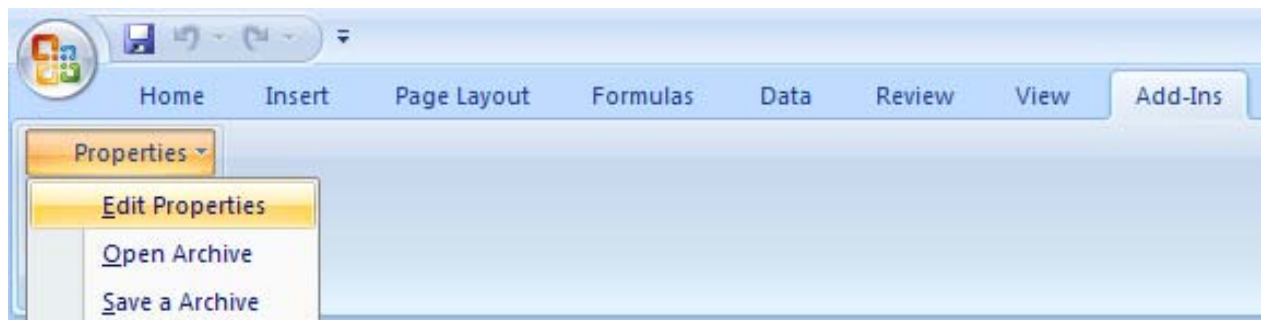 Home Insert Page Layout Formulas Data Review View Add-Ins
Properties
Edit Properties
Open Archive
Save a Archive